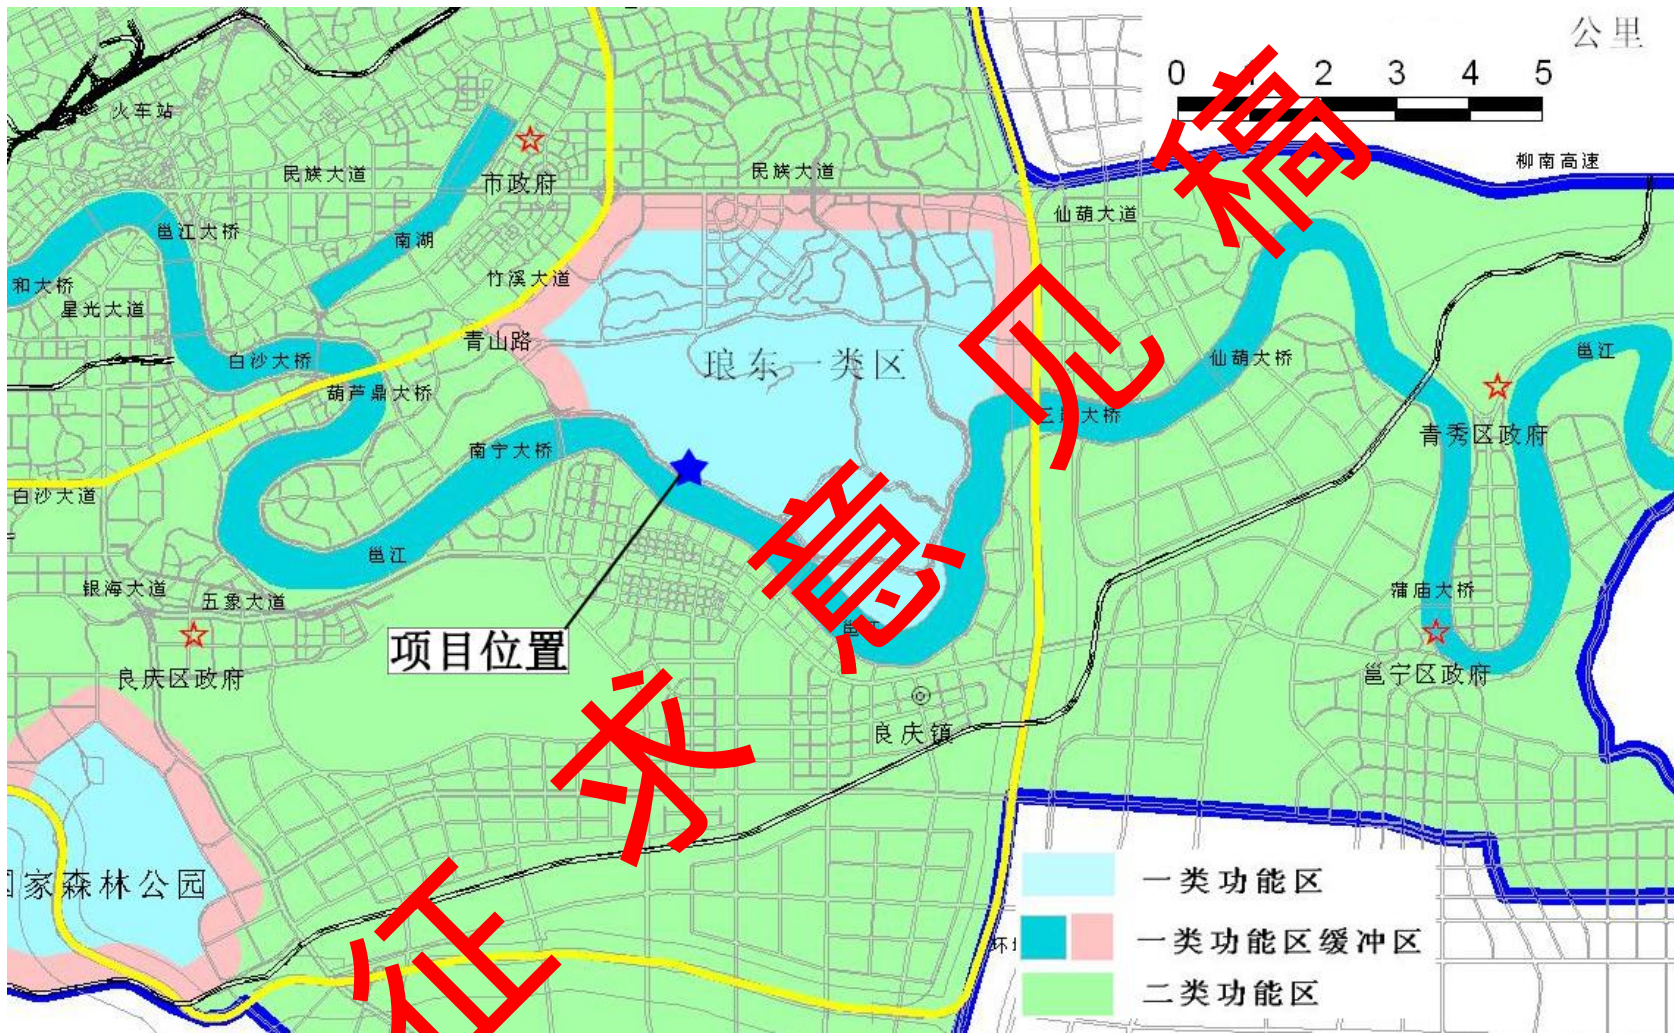 公里
0 1 2 3 4 5
柳南高速
火车站
民族大道
市政府
民族大道
仙葫大道
邕江大桥
南湖
竹溪大道
和大桥
星光大道
青山路
白沙大桥
琅东一类区
仙葫大桥
邕江
葫芦鼎大桥
三岸大桥
南宁大桥
青秀区政府
白沙大道
邕江
银海大道
五象大道
蒲庙大桥
邕江
项目位置
良庆区政府
邕宁区政府
良庆镇
家森林公园
一类功能区
一类功能区缓冲区
环
二类功能区
征求意见稿